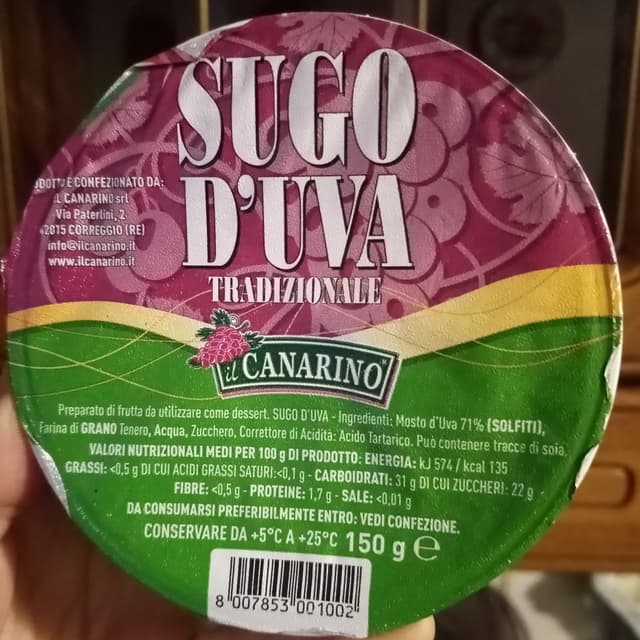 SUGO
D'UVA
TRADIZIONALE
E CONFEZIONATO DA:
IL CANARINO srl
Via Paterlini, 2
42015 CORREGGIO (RE)
info@ilcanarino.it
www.ilcanarino.it
il CANARINO
Preparato di frutta da utilizzare come dessert. SUGO D'UVA - Ingredienti: Mosto d'Uva 71% (SOLFITI),
Farina di GRANO Tenero, Acqua, Zucchero, Correttore di Acidità: Acido Tartarico. Può contenere tracce di soia.
VALORI NUTRIZIONALI MEDI PER 100 g DI PRODOTTO: ENERGIA: kJ 574 / kcal 135
GRASSI: <0,5 g DI CUI ACIDI GRASSI SATURI: <0,1 g - CARBOIDRATI: 31 g DI CUI ZUCCHERI: 22 g -
FIBRE: <0,5 g - PROTEINE: 1,7 g - SALE: <0,01 g
DA CONSUMARSI PREFERIBILMENTE ENTRO: VEDI CONFEZIONE.
CONSERVARE DA +5°C A +25°C 150 g ℮
8 007853 001002